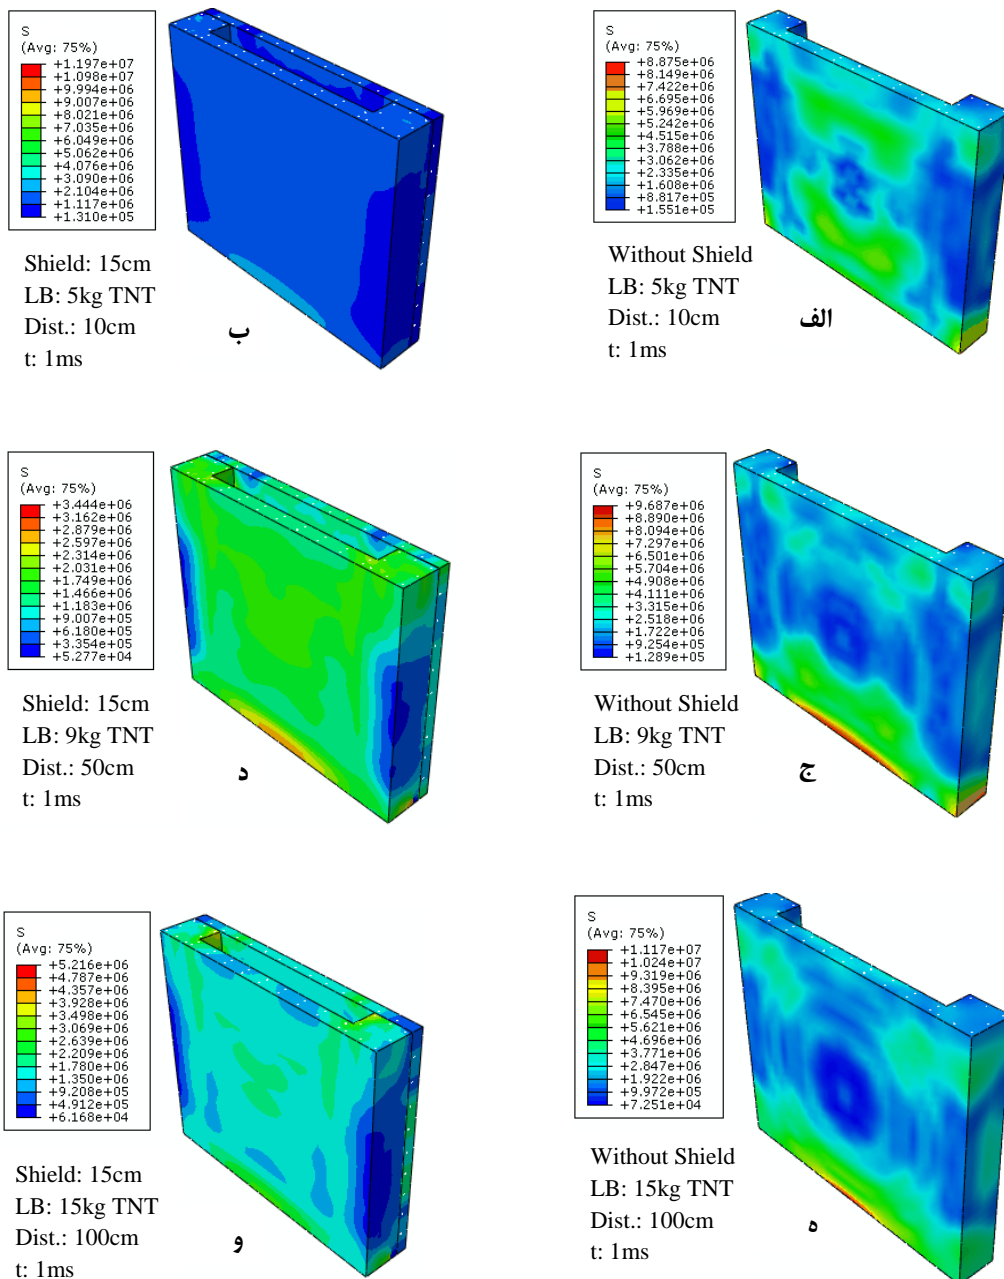 S
(Avg: 75%)
+1.197e+07
+1.098e+07
+9.994e+06
+9.007e+06
+8.021e+06
+7.035e+06
+6.049e+06
+5.062e+06
+4.076e+06
+3.090e+06
+2.104e+06
+1.117e+06
+1.310e+05
Shield: 15cm
LB: 5kg TNT
Dist.: 10cm
t: 1ms
ب
S
(Avg: 75%)
+8.875e+06
+8.149e+06
+7.422e+06
+6.695e+06
+5.969e+06
+5.242e+06
+4.515e+06
+3.788e+06
+3.062e+06
+2.335e+06
+1.608e+06
+8.817e+05
+1.551e+05
Without Shield
LB: 5kg TNT
Dist.: 10cm
t: 1ms
الف
S
(Avg: 75%)
+3.444e+06
+3.162e+06
+2.879e+06
+2.597e+06
+2.314e+06
+2.031e+06
+1.749e+06
+1.466e+06
+1.183e+06
+9.007e+05
+6.180e+05
+3.354e+05
+5.277e+04
Shield: 15cm
LB: 9kg TNT
Dist.: 50cm
t: 1ms
د
S
(Avg: 75%)
+9.687e+06
+8.890e+06
+8.094e+06
+7.297e+06
+6.501e+06
+5.704e+06
+4.908e+06
+4.111e+06
+3.315e+06
+2.518e+06
+1.722e+06
+9.254e+05
+1.289e+05
Without Shield
LB: 9kg TNT
Dist.: 50cm
t: 1ms
ج
S
(Avg: 75%)
+5.216e+06
+4.787e+06
+4.357e+06
+3.928e+06
+3.498e+06
+3.069e+06
+2.639e+06
+2.209e+06
+1.780e+06
+1.350e+06
+9.208e+05
+4.912e+05
+6.168e+04
Shield: 15cm
LB: 15kg TNT
Dist.: 100cm
t: 1ms
و
S
(Avg: 75%)
+1.117e+07
+1.024e+07
+9.319e+06
+8.395e+06
+7.470e+06
+6.545e+06
+5.621e+06
+4.696e+06
+3.771e+06
+2.847e+06
+1.922e+06
+9.972e+05
+7.251e+04
Without Shield
LB: 15kg TNT
Dist.: 100cm
t: 1ms
ه